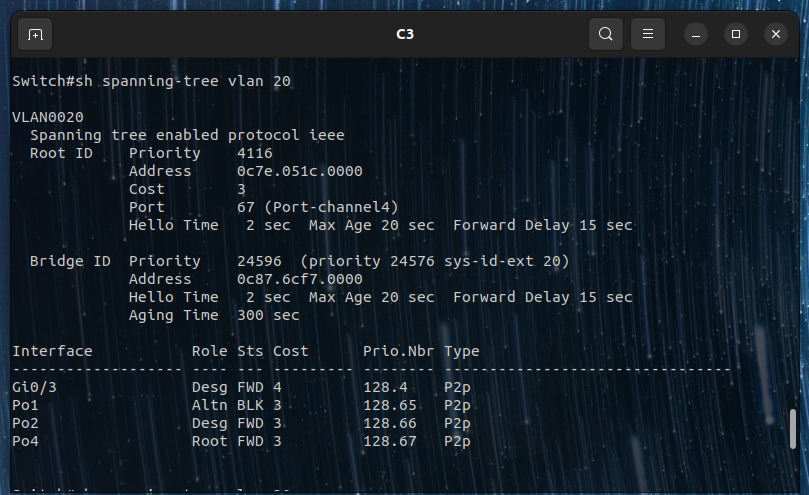 C3
Switch#sh spanning-tree vlan 20
VLAN0020
  Spanning tree enabled protocol ieee
  Root ID    Priority    4116
             Address     0c7e.051c.0000
             Cost        3
             Port        67 (Port-channel4)
             Hello Time   2 sec  Max Age 20 sec  Forward Delay 15 sec
  Bridge ID  Priority    24596  (priority 24576 sys-id-ext 20)
             Address     0c87.6cf7.0000
             Hello Time   2 sec  Max Age 20 sec  Forward Delay 15 sec
             Aging Time  300 sec
Interface           Role Sts Cost      Prio.Nbr Type
------------------- ---- --- --------- -------- --------------------------------
Gi0/3               Desg FWD 4         128.4    P2p
Po1                 Altn BLK 3         128.65   P2p
Po2                 Desg FWD 3         128.66   P2p
Po4                 Root FWD 3         128.67   P2p